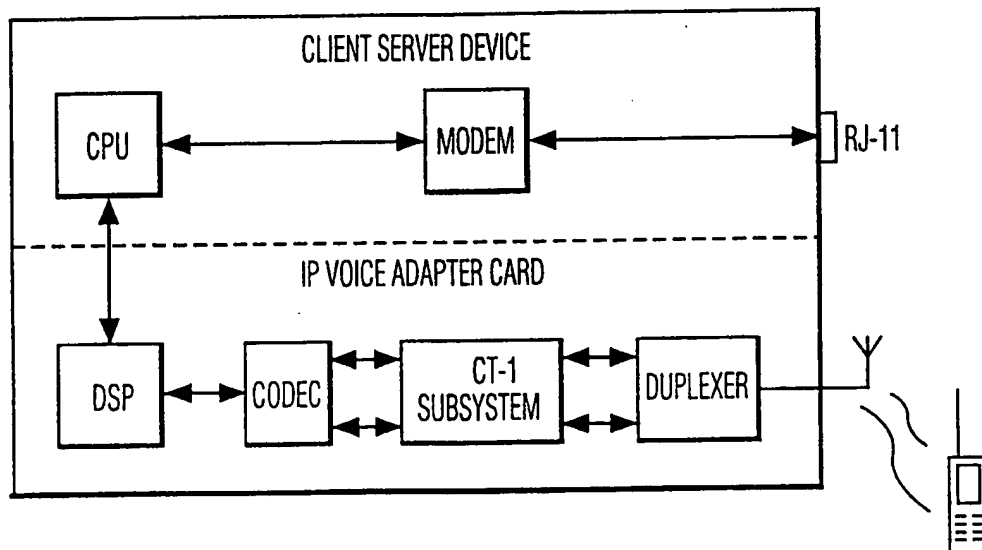 CLIENT SERVER DEVICE
CPU
MODEM
RJ-11
IP VOICE ADAPTER CARD
DSP
CODEC
CT-1
SUBSYSTEM
DUPLEXER